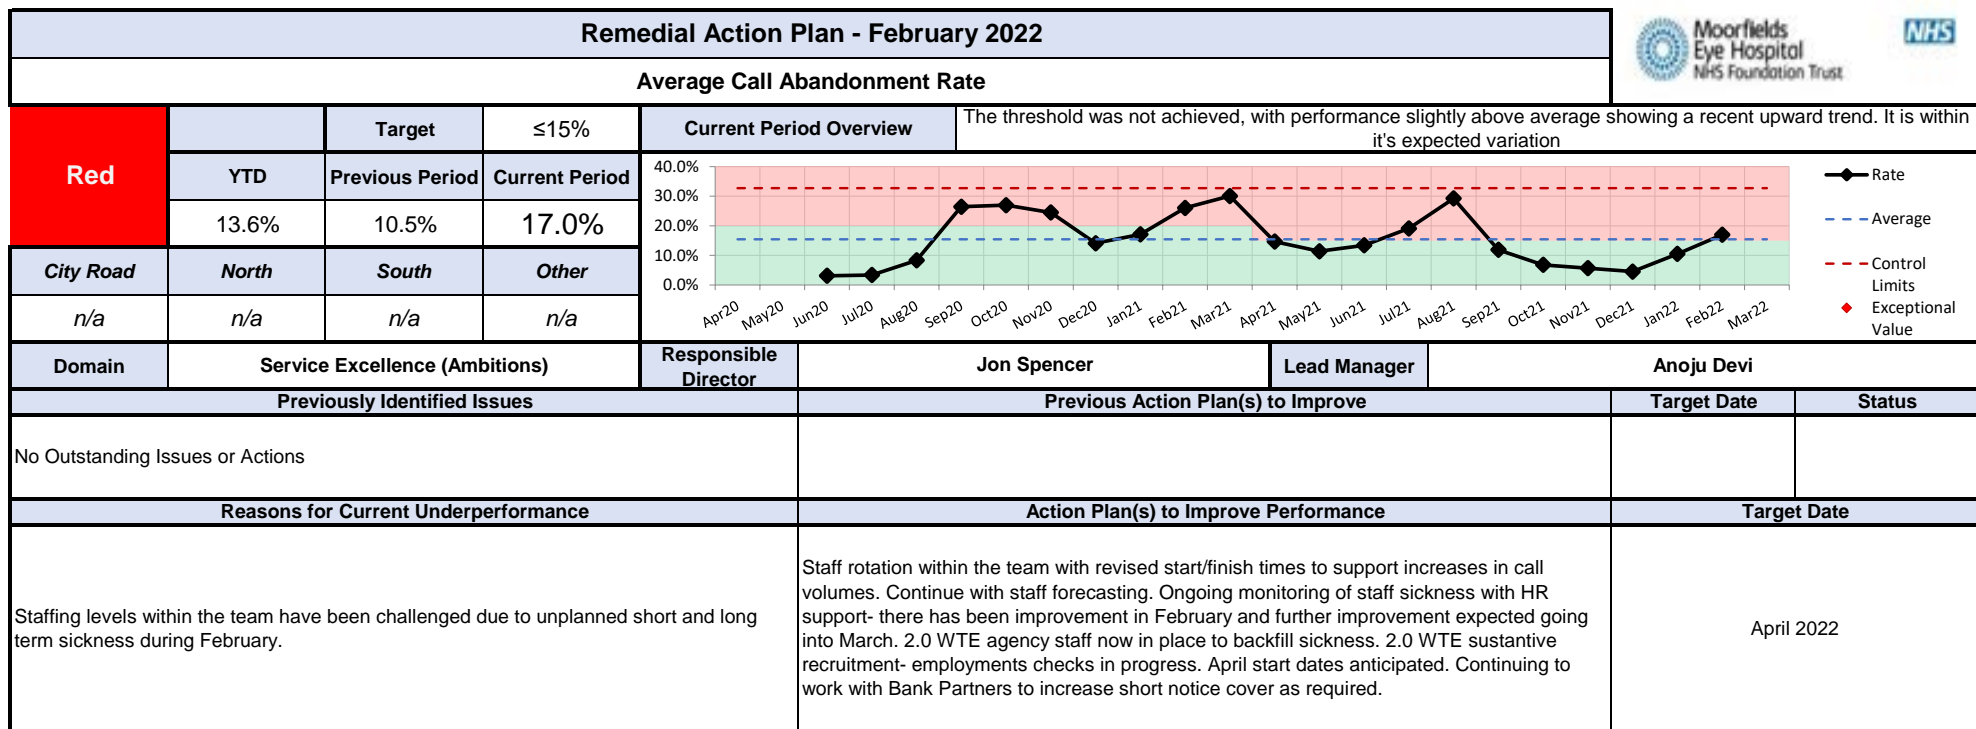 Remedial Action Plan - February 2022
Moorfields
Eye Hospital
NHS Foundation Trust
NHS
Average Call Abandonment Rate
Red
Target
≤15%
Current Period Overview
The threshold was not achieved, with performance slightly above average showing a recent upward trend. It is within
it's expected variation
YTD
Previous Period
Current Period
13.6%
10.5%
17.0%
City Road
North
South
Other
n/a
n/a
n/a
n/a
40.0%
30.0%
20.0%
10.0%
0.0%
Apr20
May20
Jun20
Jul20
Aug20
Sep20
Oct20
Nov20
Dec20
Jan21
Feb21
Mar21
Apr21
May21
Jun21
Jul21
Aug21
Sep21
Oct21
Nov21
Dec21
Jan22
Feb22
Mar22
Rate
Average
Control
Limits
Exceptional
Value
Domain
Service Excellence (Ambitions)
Responsible
Director
Jon Spencer
Lead Manager
Anoju Devi
Previously Identified Issues
Previous Action Plan(s) to Improve
Target Date
Status
No Outstanding Issues or Actions
Reasons for Current Underperformance
Action Plan(s) to Improve Performance
Target Date
Staffing levels within the team have been challenged due to unplanned short and long
term sickness during February.
Staff rotation within the team with revised start/finish times to support increases in call
volumes. Continue with staff forecasting. Ongoing monitoring of staff sickness with HR
support- there has been improvement in February and further improvement expected going
into March. 2.0 WTE agency staff now in place to backfill sickness. 2.0 WTE sustantive
recruitment- employments checks in progress. April start dates anticipated. Continuing to
work with Bank Partners to increase short notice cover as required.
April 2022